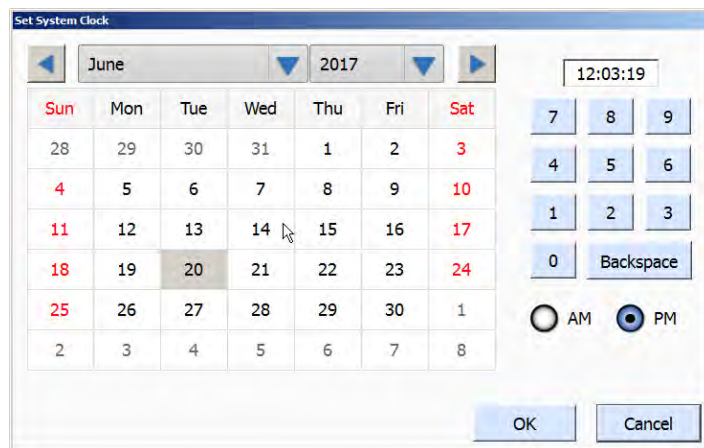 Set System Clock
June 2017
12:03:19
Sun Mon Tue Wed Thu Fri Sat
28 29 30 31 1 2 3
4 5 6 7 8 9 10
11 12 13 14 15 16 17
18 19 20 21 22 23 24
25 26 27 28 29 30 1
2 3 4 5 6 7 8
7 8 9
4 5 6
1 2 3
0 Backspace
AM PM
OK Cancel